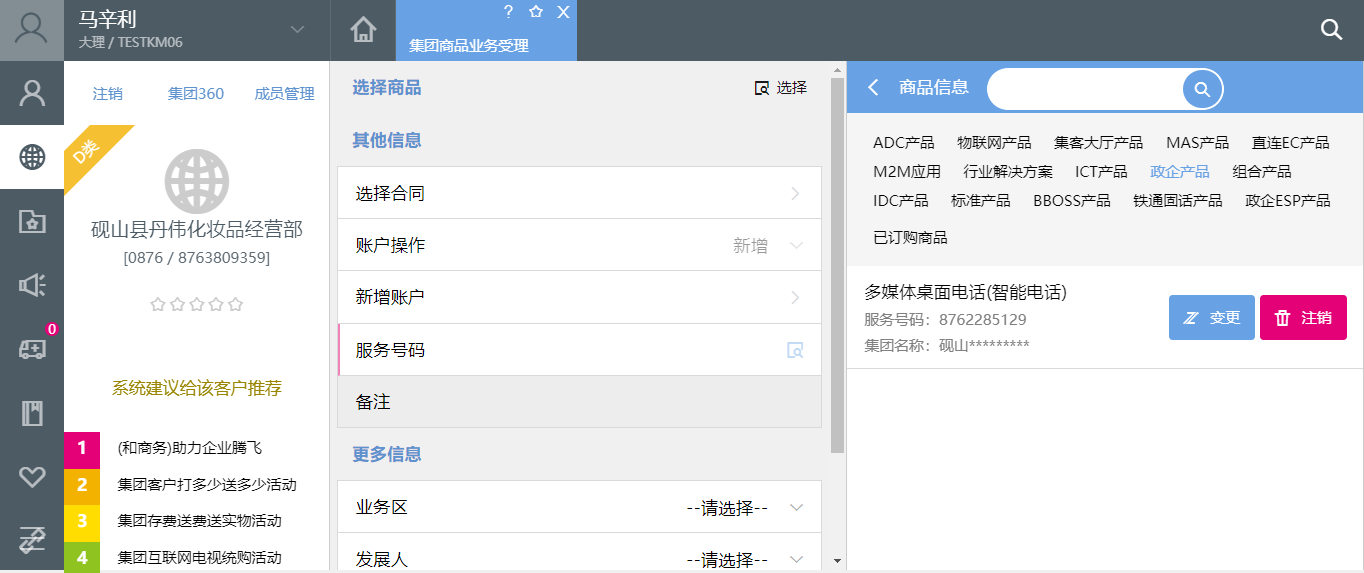 马辛利
大理 / TESTKM06
? X
集团商品业务受理
注销 集团360 成员管理
D类
砚山县丹伟化妆品经营部
[0876 / 8763809359]
0
系统建议给该客户推荐
1 (和商务)助力企业腾飞
2 集团客户打多少送多少活动
3 集团存费送费送实物活动
4 集团互联网电视统购活动
选择商品 选择
其他信息
选择合同
账户操作 新增
新增账户
服务号码
备注
更多信息
业务区 --请选择--
发展人 --请选择--
商品信息
ADC产品 物联网产品 集客大厅产品 MAS产品 直连EC产品
M2M应用 行业解决方案 ICT产品 政企产品 组合产品
IDC产品 标准产品 BBOSS产品 铁通固话产品 政企ESP产品
已订购商品
多媒体桌面电话(智能电话)
服务号码：8762285129
集团名称：砚山*********
变更 注销